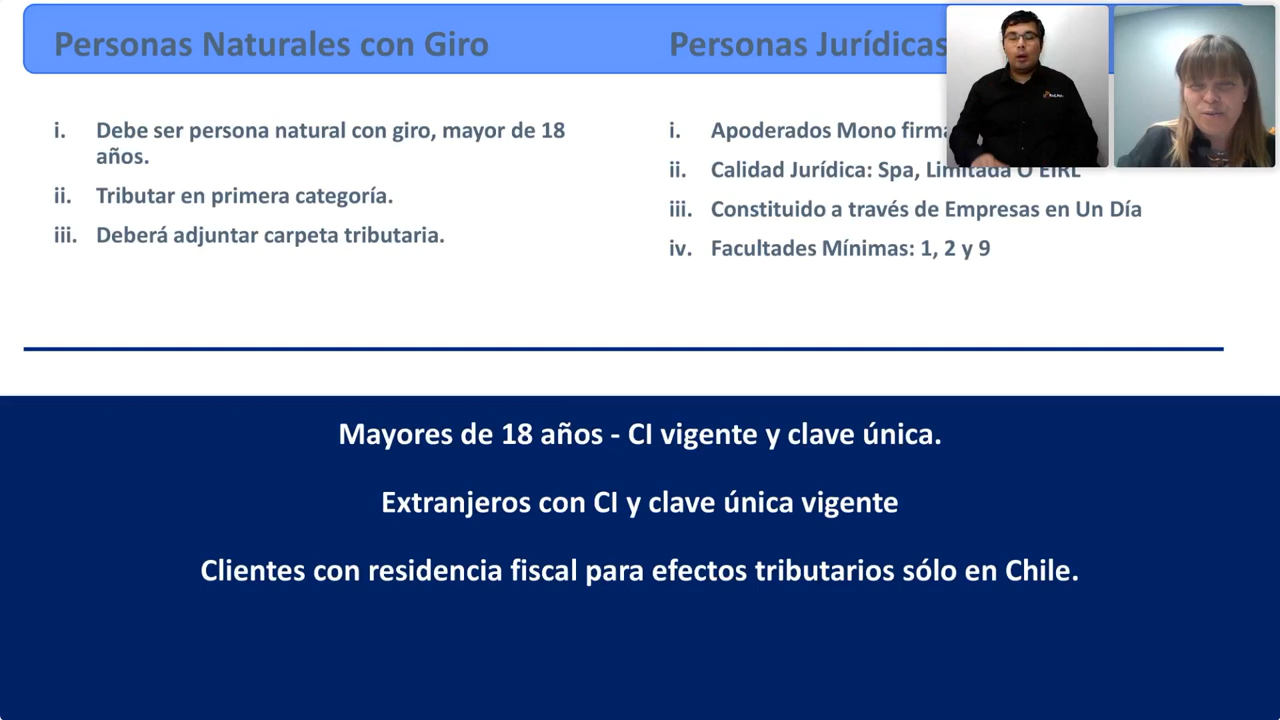 Personas Naturales con Giro
i. Debe ser persona natural con giro, mayor de 18
años.
ii. Tributar en primera categoría.
iii. Deberá adjuntar carpeta tributaria.
Personas Jurídicas
i. Apoderados Mono
ii. Calidad Jurídica: Spa, Limitada O EIRL
iii. Constituido a través de Empresas en Un Día
iv. Facultades Mínimas: 1, 2 y 9
Mayores de 18 años - CI vigente y clave única.
Extranjeros con CI y clave única vigente
Clientes con residencia fiscal para efectos tributarios sólo en Chile.